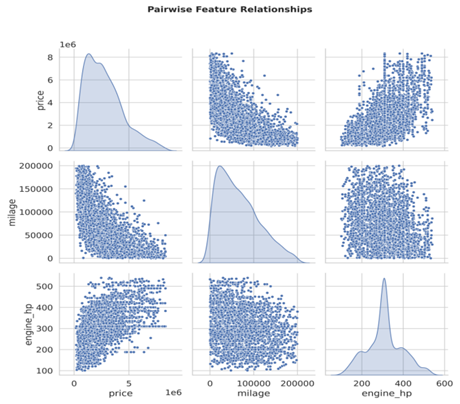 Pairwise Feature Relationships
1e6
8
6
4
2
0
price
200000
150000
100000
50000
0
milage
500
400
300
200
100
engine_hp
0 5
1e6
price
0 100000 200000
milage
200 400 600
engine_hp